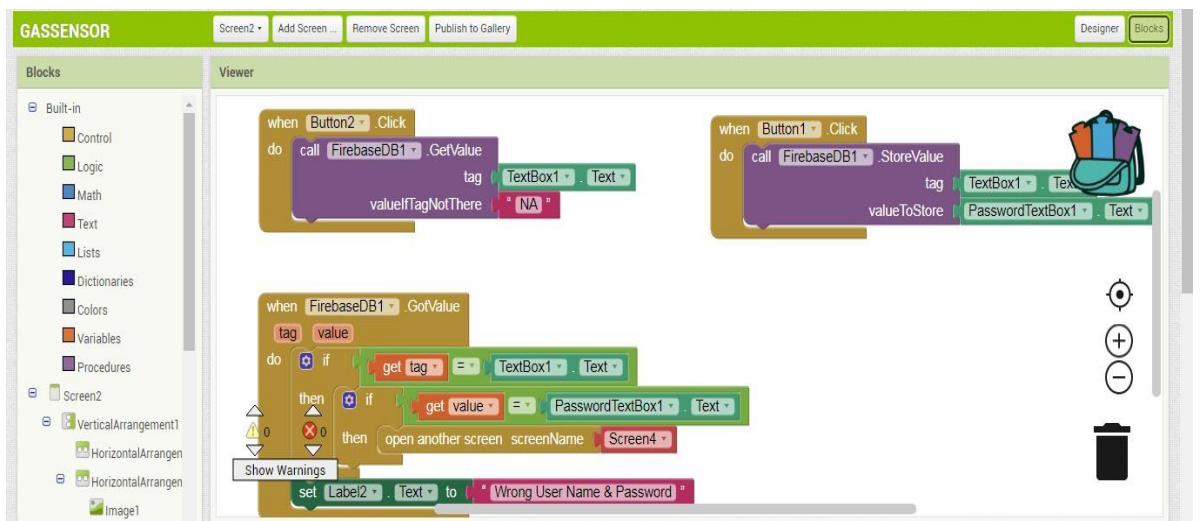 GASSENSOR
Screen2 Add Screen ... Remove Screen Publish to Gallery
Designer Blocks
Blocks
Viewer
Built-in
Control
Logic
Math
Text
Lists
Dictionaries
Colors
Variables
Procedures
Screen2
VerticalArrangement1
HorizontalArrangen
HorizontalArrangen
Image1
when Button2 .Click
do call FirebaseDB1 .GetValue
tag TextBox1 . Text
valueIfTagNotThere " NA "
when Button1 .Click
do call FirebaseDB1 .StoreValue
tag TextBox1 . Tex
valueToStore PasswordTextBox1 . Text
when FirebaseDB1 .GotValue
tag value
do if get tag = TextBox1 . Text
then if get value = PasswordTextBox1 . Text
then open another screen screenName Screen4
set Label2 . Text to " Wrong User Name & Password "
0 0
Show Warnings